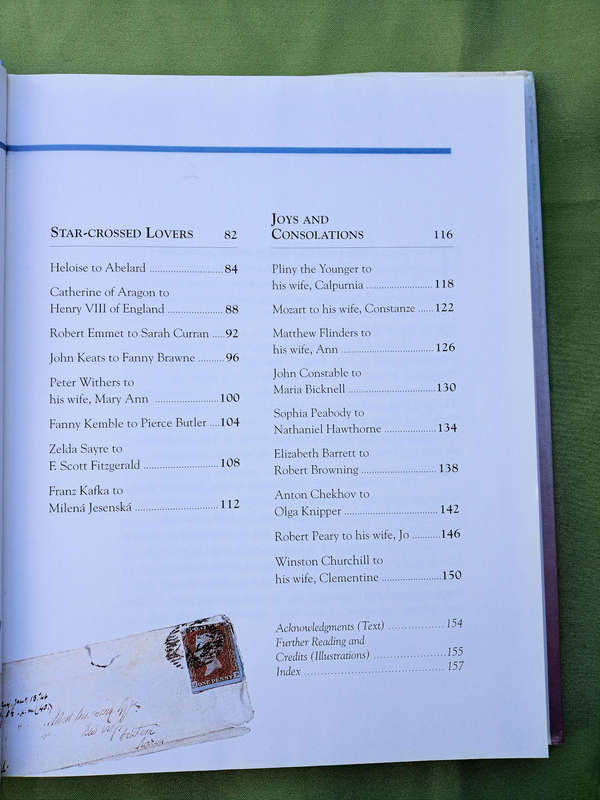 STAR-CROSSED LOVERS 82
Heloise to Abelard ........................84
Catherine of Aragon to
Henry VIII of England ...................88
Robert Emmet to Sarah Curran .....92
John Keats to Fanny Brawne .........96
Peter Withers to
his wife, Mary Ann .....................100
Fanny Kemble to Pierce Butler ....104
Zelda Sayre to
F. Scott Fitzgerald .........................108
Franz Kafka to
Milená Jesenská ............................112
JOYS AND
CONSOLATIONS 116
Pliny the Younger to
his wife, Calpurnia ......................118
Mozart to his wife, Constanze .....122
Matthew Flinders to
his wife, Ann ...............................126
John Constable to
Maria Bicknell .............................130
Sophia Peabody to
Nathaniel Hawthorne .................134
Elizabeth Barrett to
Robert Browning .........................138
Anton Chekhov to
Olga Knipper ...............................142
Robert Peary to his wife, Jo ..........146
Winston Churchill to
his wife, Clementine ....................150
Acknowledgments (Text) .................. 154
Further Reading and
Credits (Illustrations) ....................... 155
Index ............................................ 157
ONE PENNY